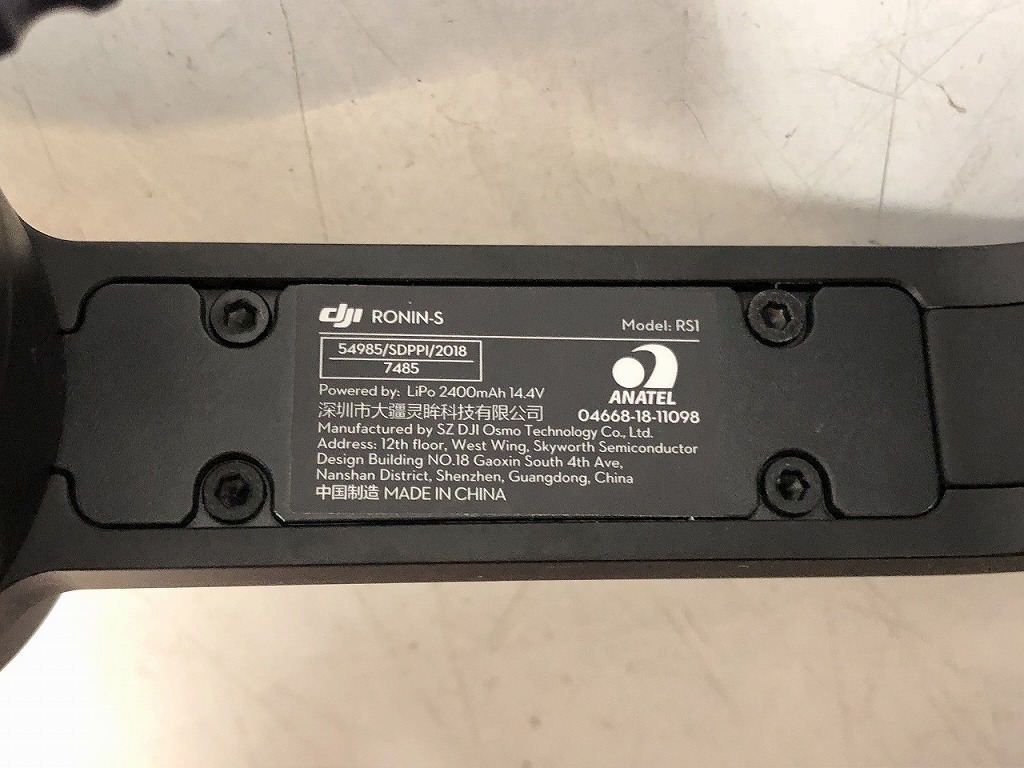 dji RONIN-S
Model: RS1
54985/SDPPI/2018
7485
Powered by: LiPo 2400mAh 14.4V
ANATEL
深圳市大疆灵眸科技有限公司
04668-18-11098
Manufactured by SZ DJI Osmo Technology Co., Ltd.
Address: 12th floor, West Wing, Skyworth Semiconductor
Design Building NO.18 Gaoxin South 4th Ave,
Nanshan District, Shenzhen, Guangdong, China
中国制造 MADE IN CHINA